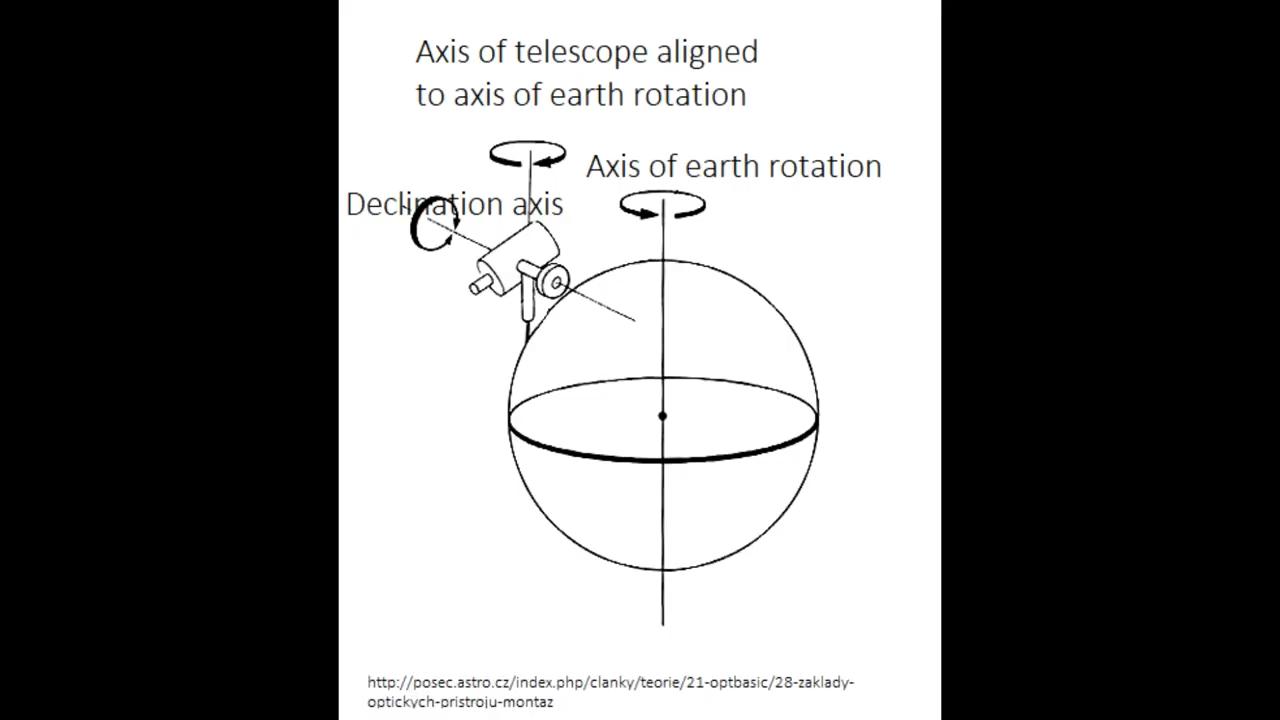 Axis of telescope aligned
to axis of earth rotation
Axis of earth rotation
Declination axis
http://posec.astro.cz/index.php/clanky/teorie/21-optbasic/28-zaklady-
optickych-pristroju-montaz